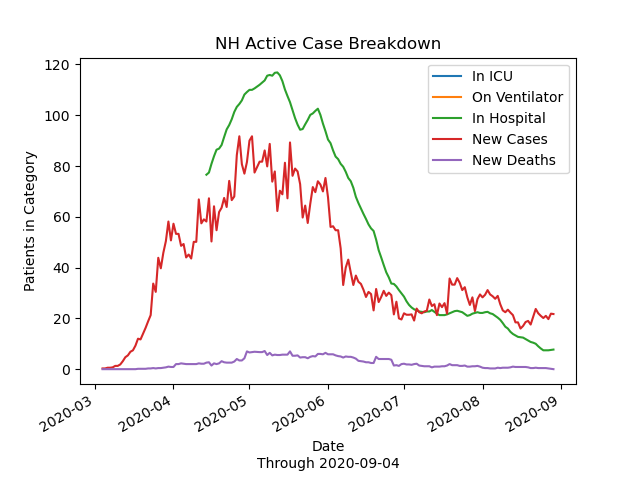 NH Active Case Breakdown
In ICU
On Ventilator
In Hospital
New Cases
New Deaths
Patients in Category
120
100
80
60
40
20
0
2020-03
2020-04
2020-05
2020-06
2020-07
2020-08
2020-09
Date
Through 2020-09-04